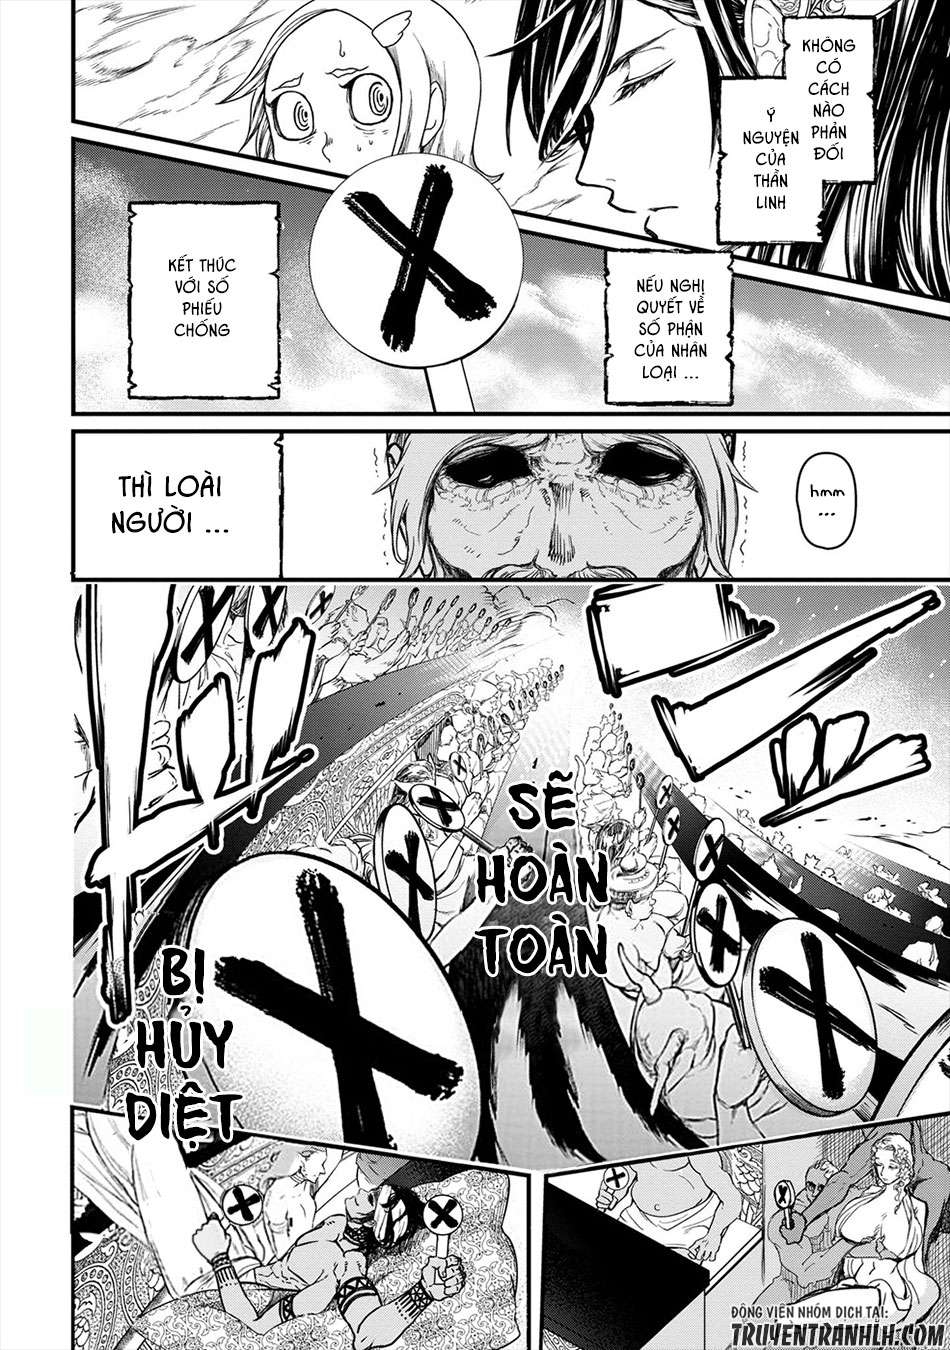 KHÔNG
CÓ
CÁCH
NÀO
PHẢN
ĐỐI
Ý
NGUYỆN
CỦA
THẦN
LINH
NẾU NGHỊ
QUYẾT VỀ
SỐ PHẬN
CỦA NHÂN
LOẠI ...
KẾT THÚC
VỚI SỐ
PHIẾU
CHỐNG
hmm
...
THÌ LOÀI
NGƯỜI ...
SẼ
HOÀN
TOÀN
BỊ
HỦY
DIỆT
ĐỘNG VIÊN NHÓM DỊCH TẠI:
TRUYENTRANHLH.COM